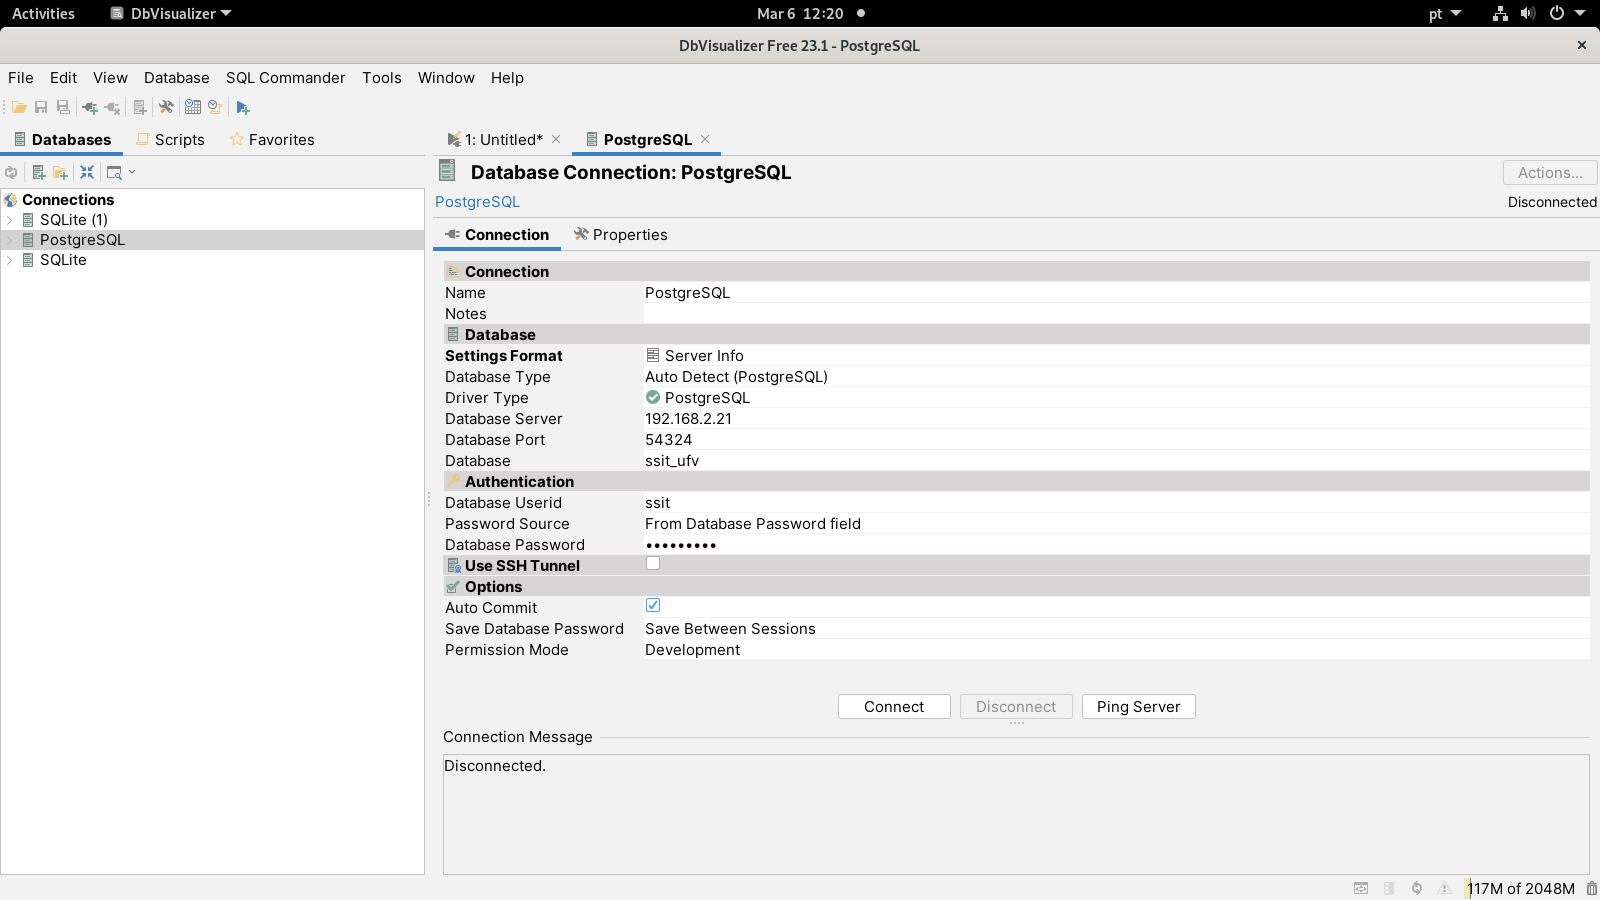 Activities DbVisualizer Mar 6 12:20 pt
DbVisualizer Free 23.1 - PostgreSQL
File Edit View Database SQL Commander Tools Window Help
Databases Scripts Favorites
1: Untitled* PostgreSQL
Connections
SQLite (1)
PostgreSQL
SQLite
Database Connection: PostgreSQL Actions...
PostgreSQL Disconnected
Connection Properties
Connection
Name PostgreSQL
Notes
Database
Settings Format Server Info
Database Type Auto Detect (PostgreSQL)
Driver Type PostgreSQL
Database Server 192.168.2.21
Database Port 54324
Database ssit_ufv
Authentication
Database Userid ssit
Password Source From Database Password field
Database Password •••••••••
Use SSH Tunnel
Options
Auto Commit
Save Database Password Save Between Sessions
Permission Mode Development
Connect Disconnect Ping Server
Connection Message
Disconnected.
117M of 2048M